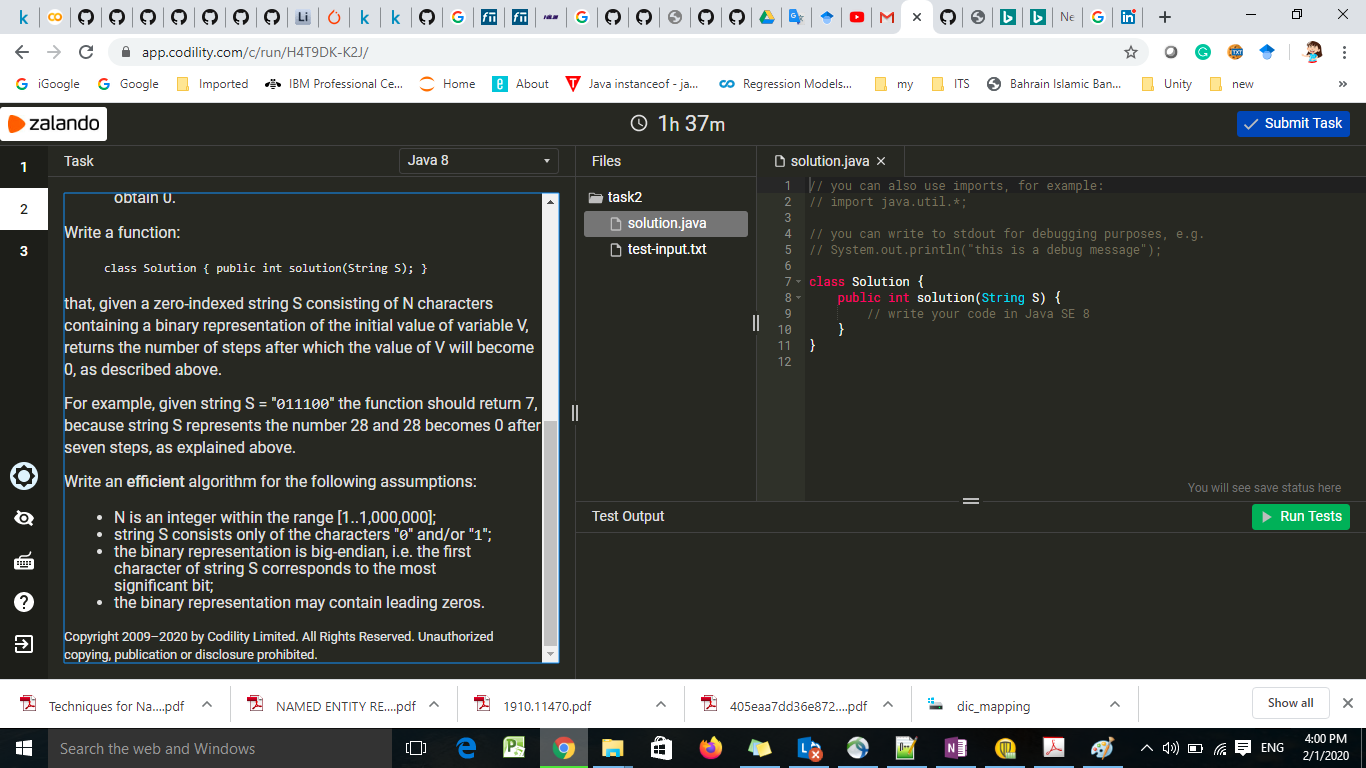 Li
Ne
app.codility.com/c/run/H4T9DK-K2J/
iGoogle
Google
Imported
IBM Professional Ce...
Home
About
Java instanceof - ja...
Regression Models...
my
ITS
Bahrain Islamic Ban...
Unity
new
»
zalando
1h 37m
Submit Task
1
2
3
Task
Java 8
obtain 0.
Write a function:
class Solution { public int solution(String S); }
that, given a zero-indexed string S consisting of N characters
containing a binary representation of the initial value of variable V,
returns the number of steps after which the value of V will become
0, as described above.
For example, given string S = "011100" the function should return 7,
because string S represents the number 28 and 28 becomes 0 after
seven steps, as explained above.
Write an efficient algorithm for the following assumptions:
• N is an integer within the range [1..1,000,000];
• string S consists only of the characters "0" and/or "1";
• the binary representation is big-endian, i.e. the first
character of string S corresponds to the most
significant bit;
• the binary representation may contain leading zeros.
Copyright 2009–2020 by Codility Limited. All Rights Reserved. Unauthorized
copying, publication or disclosure prohibited.
Files
task2
solution.java
test-input.txt
solution.java
1 // you can also use imports, for example:
2 // import java.util.*;
3
4 // you can write to stdout for debugging purposes, e.g.
5 // System.out.println("this is a debug message");
6
7 class Solution {
8 public int solution(String S) {
9 // write your code in Java SE 8
10 }
11 }
12
You will see save status here
Test Output
Run Tests
Techniques for Na....pdf
NAMED ENTITY RE....pdf
1910.11470.pdf
405eaa7dd36e872....pdf
dic_mapping
Show all
Search the web and Windows
ENG
4:00 PM
2/1/2020